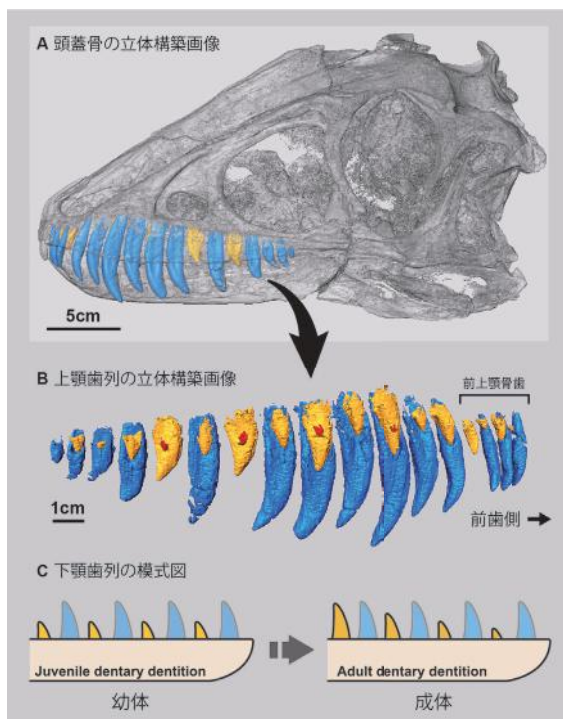 A 頭蓋骨の立体構築画像
5cm
B 上顎歯列の立体構築画像
前上顎骨歯
1cm
前歯側
C 下顎歯列の模式図
Juvenile dentary dentition
Adult dentary dentition
幼体
成体